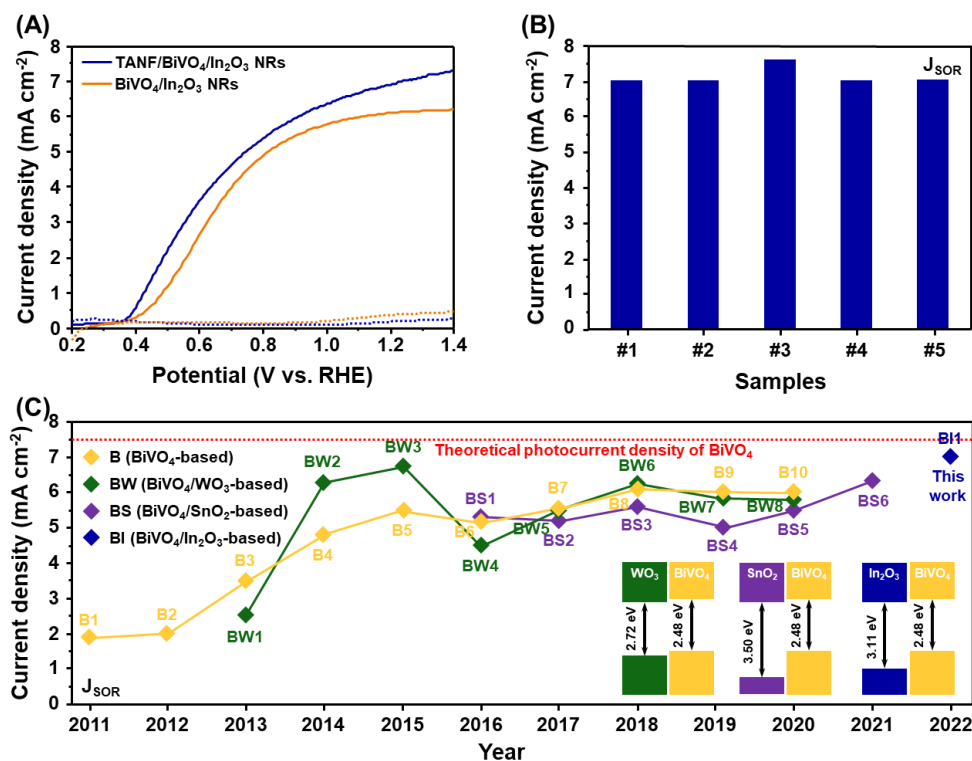 (A)
Current density (mA cm-2)
8
7
6
5
4
3
2
1
0
TANF/BiVO4/In2O3 NRs
BiVO4/In2O3 NRs
0.2 0.4 0.6 0.8 1.0 1.2 1.4
Potential (V vs. RHE)
(B)
Current density (mA cm-2)
8
7
6
5
4
3
2
1
0
JSOR
#1 #2 #3 #4 #5
Samples
(C)
Current density (mA cm-2)
8
7
6
5
4
3
2
1
0
Theoretical photocurrent density of BiVO4
B (BiVO4-based)
BW (BiVO4/WO3-based)
BS (BiVO4/SnO2-based)
BI (BiVO4/In2O3-based)
B1
B2
B3
BW1
BW2
B4
BW3
B5
BS1
B6
BW4
BW5
B7
BS2
BW6
B8
BS3
B9
BW7
BS4
B10
BW8
BS5
BS6
BI1
This
work
WO3 BiVO4
2.72 eV
2.48 eV
SnO2 BiVO4
3.50 eV
2.48 eV
In2O3 BiVO4
3.11 eV
2.48 eV
JSOR
2011 2012 2013 2014 2015 2016 2017 2018 2019 2020 2021 2022
Year